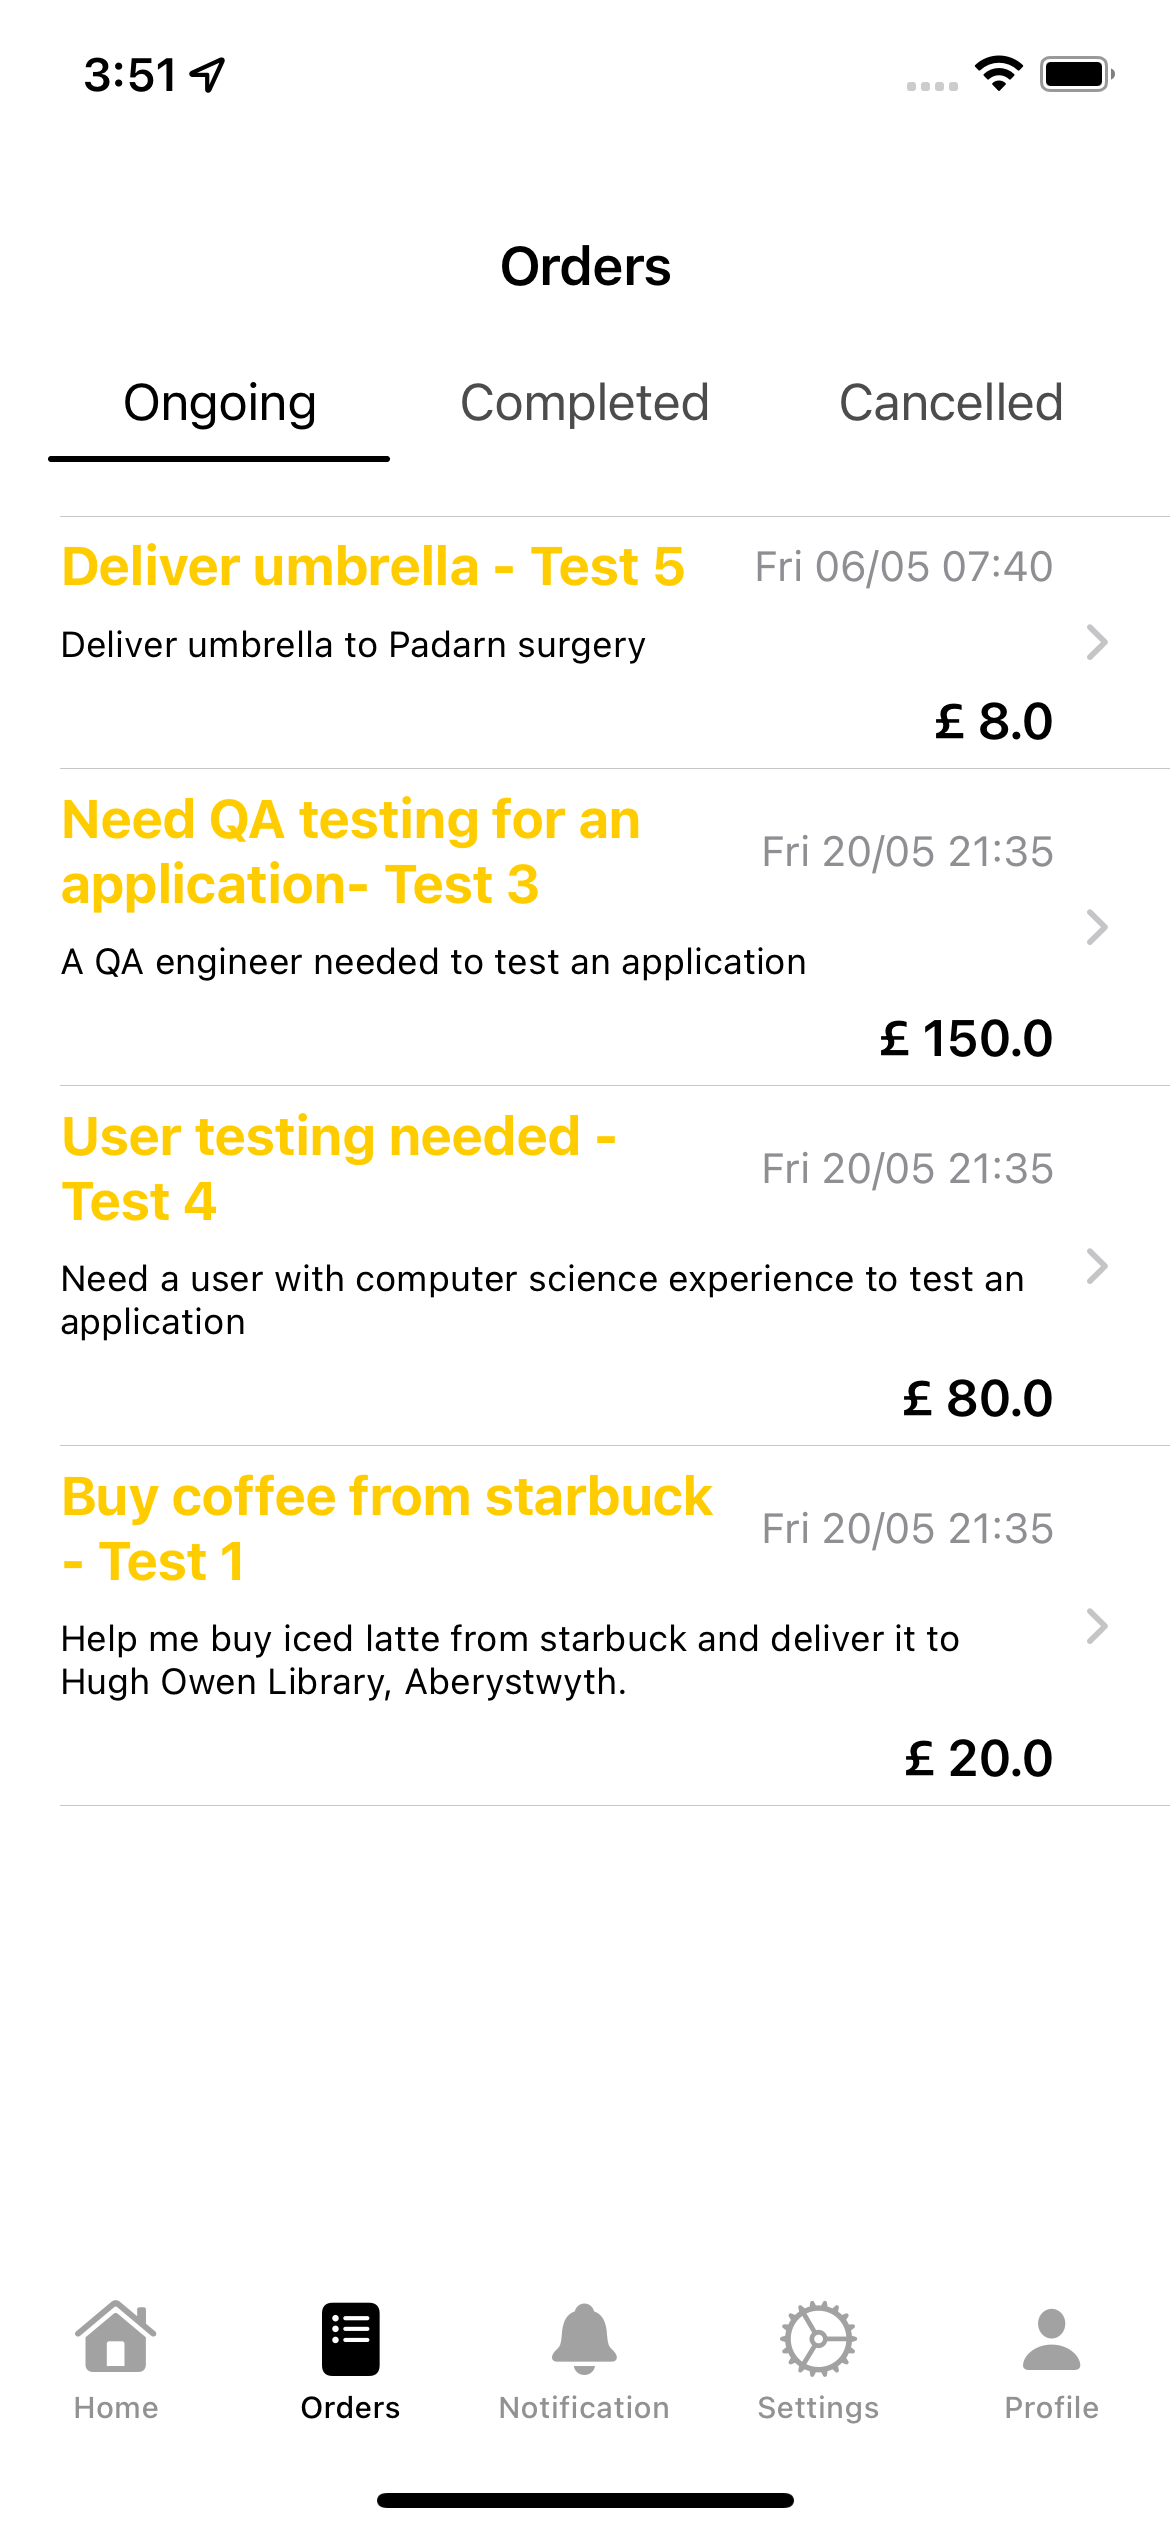 3:51
Orders
Ongoing Completed Cancelled
Deliver umbrella - Test 5 Fri 06/05 07:40
Deliver umbrella to Padarn surgery
£ 8.0
Need QA testing for an
application- Test 3
Fri 20/05 21:35
A QA engineer needed to test an application
£ 150.0
User testing needed -
Test 4
Fri 20/05 21:35
Need a user with computer science experience to test an
application
£ 80.0
Buy coffee from starbuck
- Test 1
Fri 20/05 21:35
Help me buy iced latte from starbuck and deliver it to
Hugh Owen Library, Aberystwyth.
£ 20.0
Home Orders Notification Settings Profile